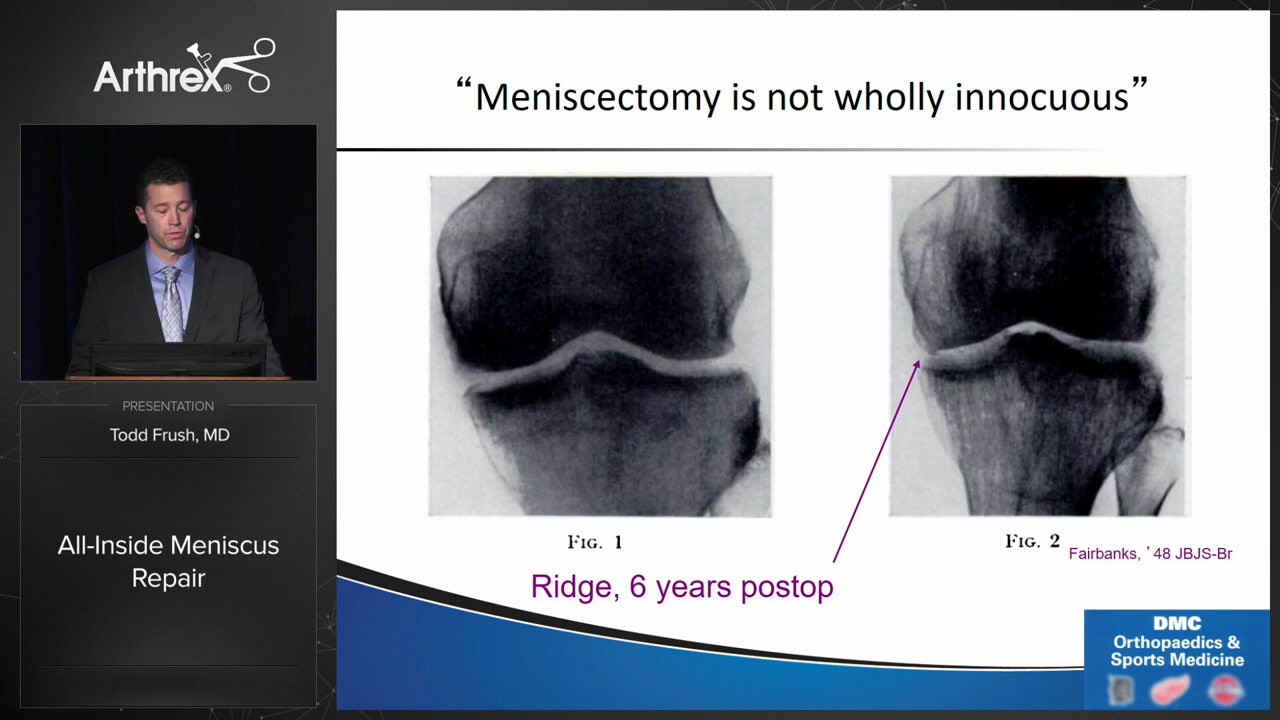 Arthrex®
PRESENTATION
Todd Frush, MD
All-Inside Meniscus
Repair
“Meniscectomy is not wholly innocuous”
FIG. 1
FIG. 2
Fairbanks, ’48 JBJS-Br
Ridge, 6 years postop
DMC
Orthopaedics &
Sports Medicine